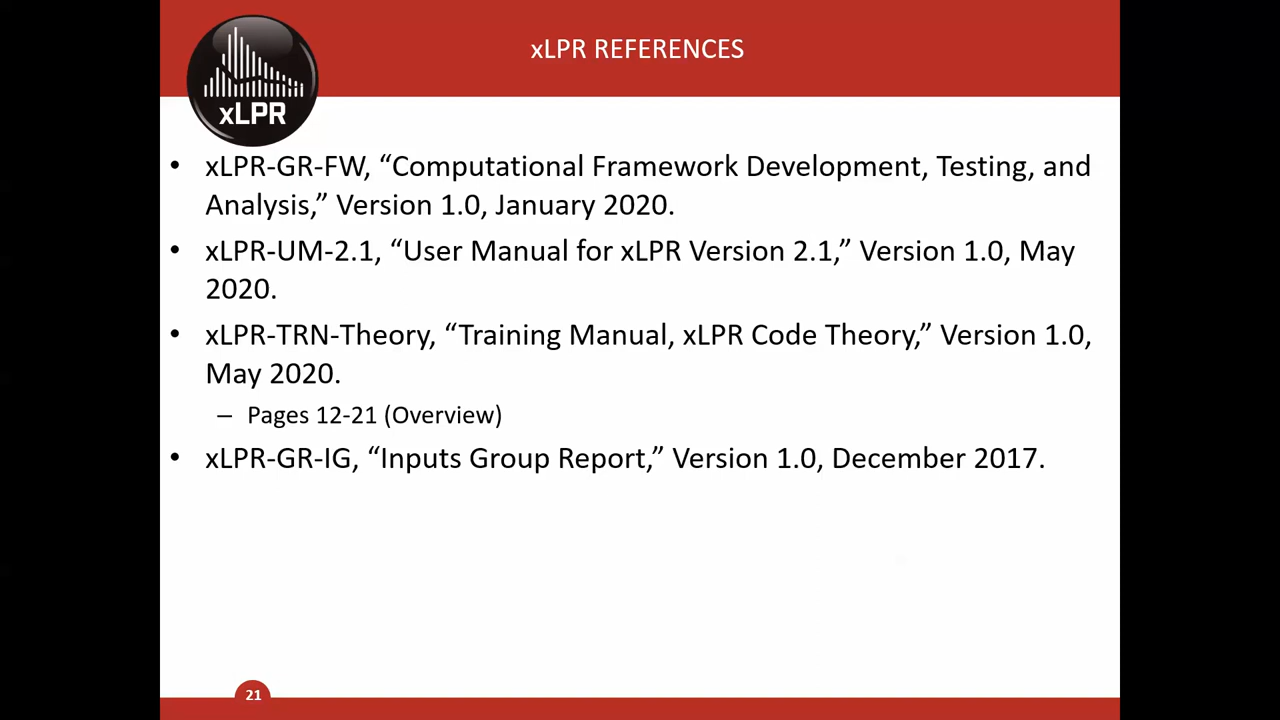 xLPR REFERENCES
xLPR
• xLPR-GR-FW, “Computational Framework Development, Testing, and
Analysis,” Version 1.0, January 2020.
• xLPR-UM-2.1, “User Manual for xLPR Version 2.1,” Version 1.0, May
2020.
• xLPR-TRN-Theory, “Training Manual, xLPR Code Theory,” Version 1.0,
May 2020.
– Pages 12-21 (Overview)
• xLPR-GR-IG, “Inputs Group Report,” Version 1.0, December 2017.
21